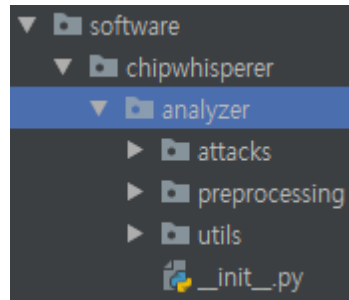 software
chipwhisperer
analyzer
attacks
preprocessing
utils
__init__.py